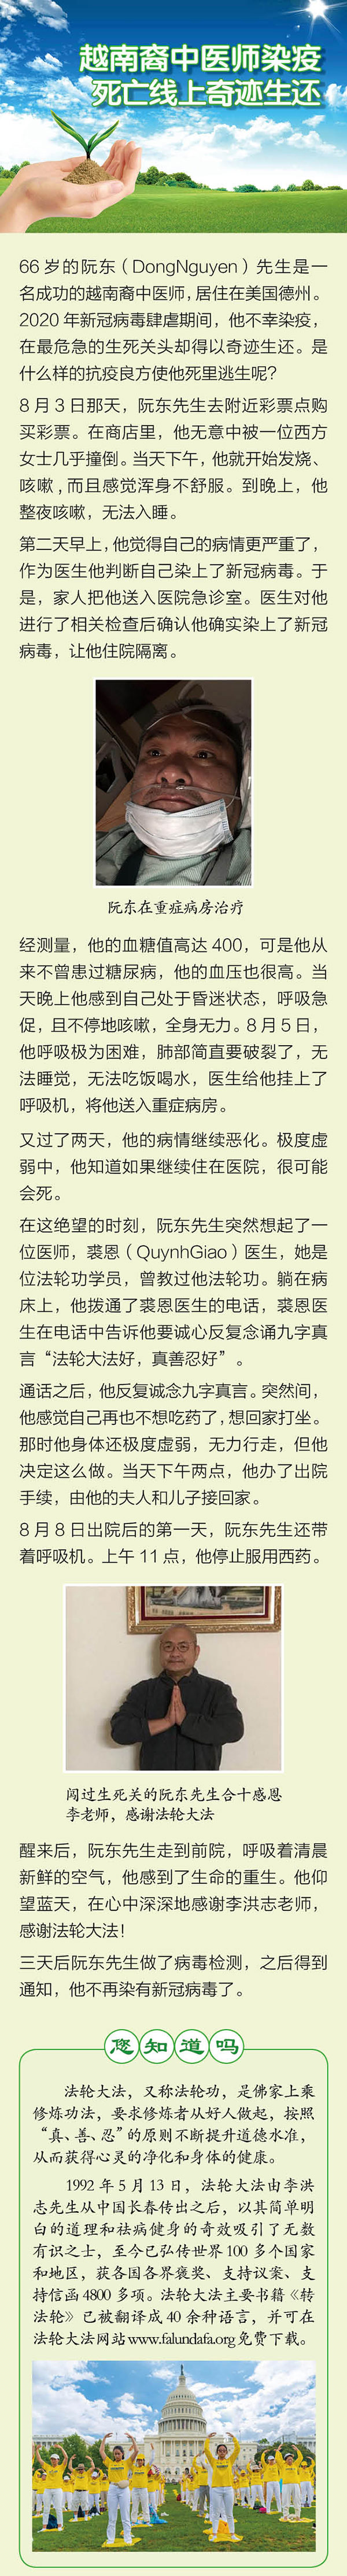 越南裔中医师染疫
死亡线上奇迹生还
66 岁的阮东（DongNguyen）先生是一
名成功的越南裔中医师，居住在美国德州。
2020 年新冠病毒肆虐期间，他不幸染疫，
在最危急的生死关头却得以奇迹生还。是
什么样的抗疫良方使他死里逃生呢？
8 月 3 日那天，阮东先生去附近彩票点购
买彩票。在商店里，他无意中被一位西方
女士几乎撞倒。当天下午，他就开始发烧、
咳嗽，而且感觉浑身不舒服。到晚上，他
整夜咳嗽，无法入睡。
第二天早上，他觉得自己的病情更严重了，
作为医生他判断自己染上了新冠病毒。于
是，家人把他送入医院急诊室。医生对他
进行了相关检查后确认他确实染上了新冠
病毒，让他住院隔离。
阮东在重症病房治疗
经测量，他的血糖值高达 400，可是他从
来不曾患过糖尿病，他的血压也很高。当
天晚上他感到自己处于昏迷状态，呼吸急
促，且不停地咳嗽，全身无力。8 月 5 日，
他呼吸极为困难，肺部简直要破裂了，无
法睡觉，无法吃饭喝水，医生给他挂上了
呼吸机，将他送入重症病房。
又过了两天，他的病情继续恶化。极度虚
弱中，他知道如果继续住在医院，很可能
会死。
在这绝望的时刻，阮东先生突然想起了一
位医师，裘恩（QuynhGiao）医生，她是
位法轮功学员，曾教过他法轮功。躺在病
床上，他拨通了裘恩医生的电话，裘恩医
生在电话中告诉他要诚心反复念诵九字真
言“法轮大法好，真善忍好”。
通话之后，他反复诚念九字真言。突然间，
他感觉自己再也不想吃药了，想回家打坐。
那时他身体还极度虚弱，无力行走，但他
决定这么做。当天下午两点，他办了出院
手续，由他的夫人和儿子接回家。
8 月 8 日出院后的第一天，阮东先生还带
着呼吸机。上午 11 点，他停止服用西药。
闯过生死关的阮东先生合十感恩
李老师，感谢法轮大法
醒来后，阮东先生走到前院，呼吸着清晨
新鲜的空气，他感到了生命的重生。他仰
望蓝天，在心中深深地感谢李洪志老师，
感谢法轮大法！
三天后阮东先生做了病毒检测，之后得到
通知，他不再染有新冠病毒了。
您知道吗
法轮大法，又称法轮功，是佛家上乘
修炼功法，要求修炼者从好人做起，按照
“真、善、忍”的原则不断提升道德水准，
从而获得心灵的净化和身体的健康。
1992 年 5 月 13 日，法轮大法由李洪
志先生从中国长春传出之后，以其简单明
白的道理和祛病健身的奇效吸引了无数
有识之士，至今已弘传世界 100 多个国家
和地区，获各国各界褒奖、支持议案、支
持信函 4800 多项。法轮大法主要书籍《转
法轮》已被翻译成 40 余种语言，并可在
法轮大法网站 www.falundafa.org 免费下载。